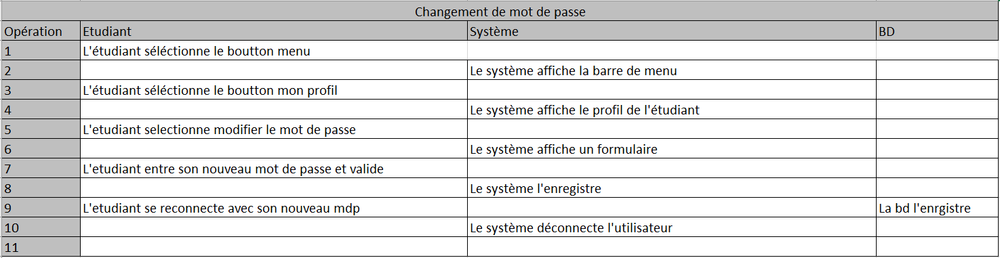 Changement de mot de passe
Opération Etudiant Système BD
1 L'étudiant séléctionne le boutton menu
2 Le système affiche la barre de menu
3 L'étudiant séléctionne le boutton mon profil
4 Le système affiche le profil de l'étudiant
5 L'etudiant selectionne modifier le mot de passe
6 Le système affiche un formulaire
7 L'etudiant entre son nouveau mot de passe et valide
8 Le système l'enregistre
9 L'etudiant se reconnecte avec son nouveau mdp La bd l'enrgistre
10 Le système déconnecte l'utilisateur
11